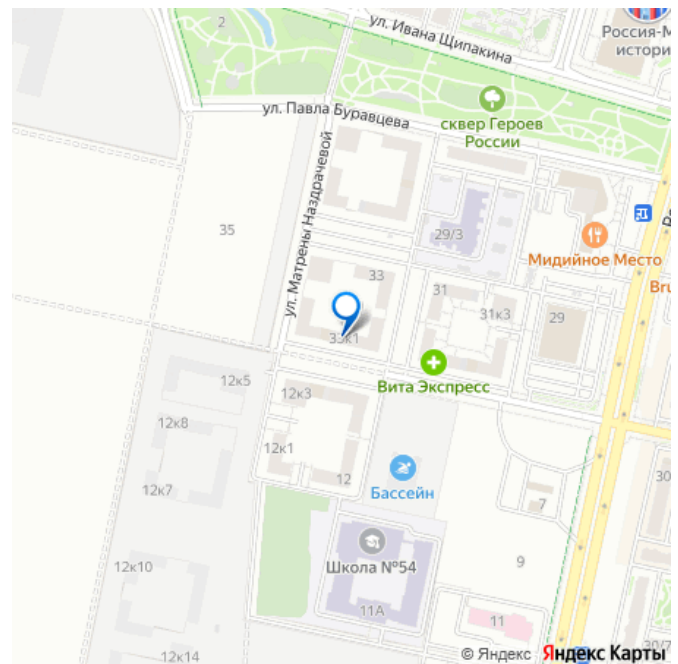 2
ул. Ивана Щипакина
Россия-М
истори
ул. Павла Буравцева
сквер Героев
России
ул. Матрены Наздрачевой
35
29/3
Мидийное Место
33
31
31к3
29
Bru
33к1
Вита Экспресс
12к5
12к3
12к8
12к1
12
Бассейн
30
12к7
7
Школа №54
9
12к10
11А
11
12к14
30/7
© Яндекс Яндекс Карты